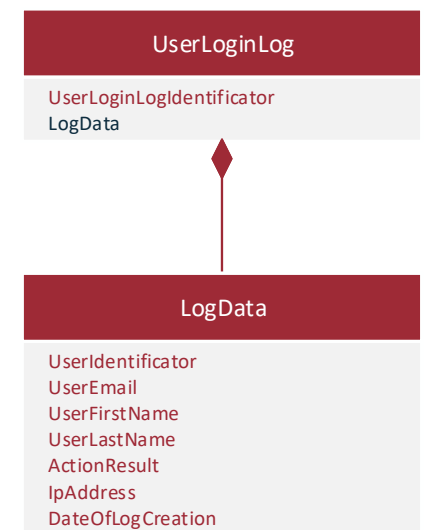 UserLoginLog
UserLoginLogIdentificator
LogData
LogData
UserIdentificator
UserEmail
UserFirstName
UserLastName
ActionResult
IpAddress
DateOfLogCreation